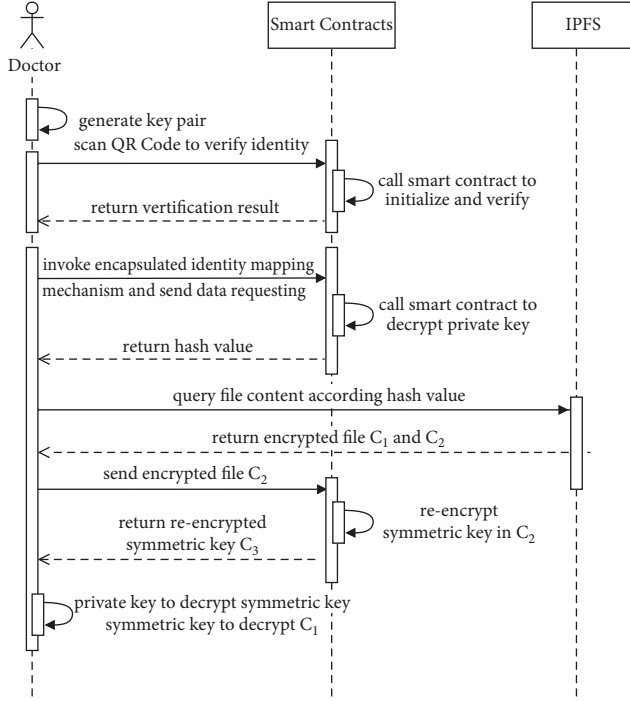 Doctor
Smart Contracts
IPFS
generate key pair
scan QR Code to verify identity
call smart contract to
initialize and verify
return vertification result
invoke encapsulated identity mapping
mechanism and send data requesting
call smart contract to
decrypt private key
return hash value
query file content according hash value
return encrypted file C₁ and C₂
send encrypted file C₂
re-encrypt
symmetric key in C₂
return re-encrypted
symmetric key C₃
private key to decrypt symmetric key
symmetric key to decrypt C₁